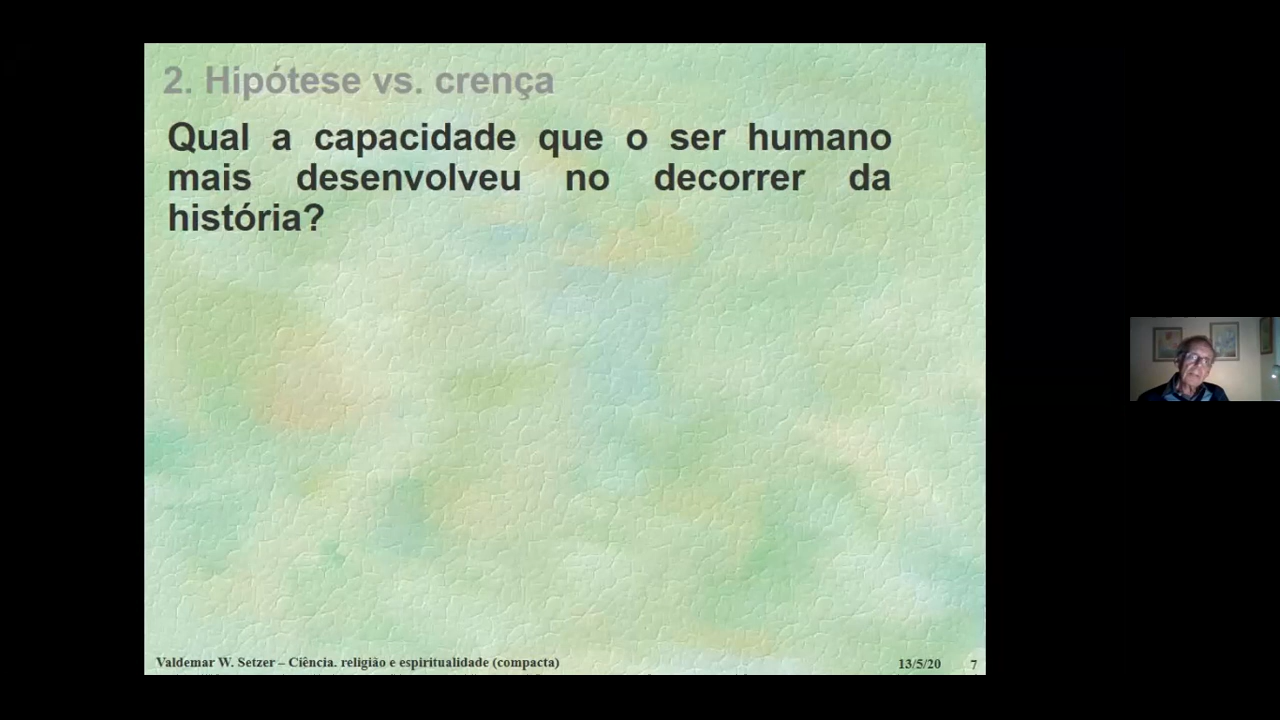 2. Hipótese vs. crença
Qual a capacidade que o ser humano
mais desenvolveu no decorrer da
história?
Valdemar W. Setzer – Ciência. religião e espiritualidade (compacta)
13/5/20 7